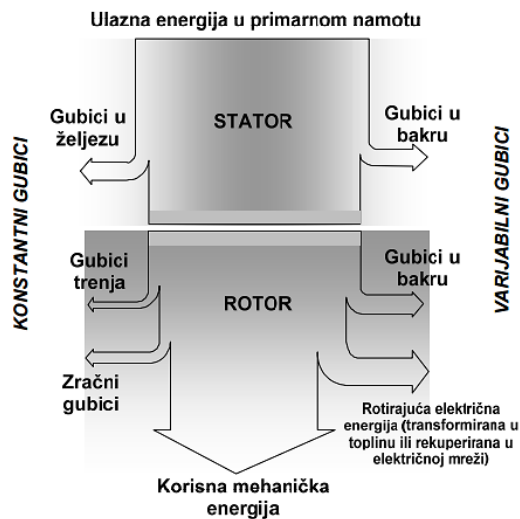 Ulazna energija u primarnom namotu
Gubici u
željezu
STATOR
Gubici u
bakru
KONSTANTNI GUBICI
VARIJABILNI GUBICI
Gubici
trenja
ROTOR
Gubici u
bakru
Zračni
gubici
Rotirajuća električna
energija (transformirana u
toplinu ili rekuperirana u
električnoj mreži)
Korisna mehanička
energija